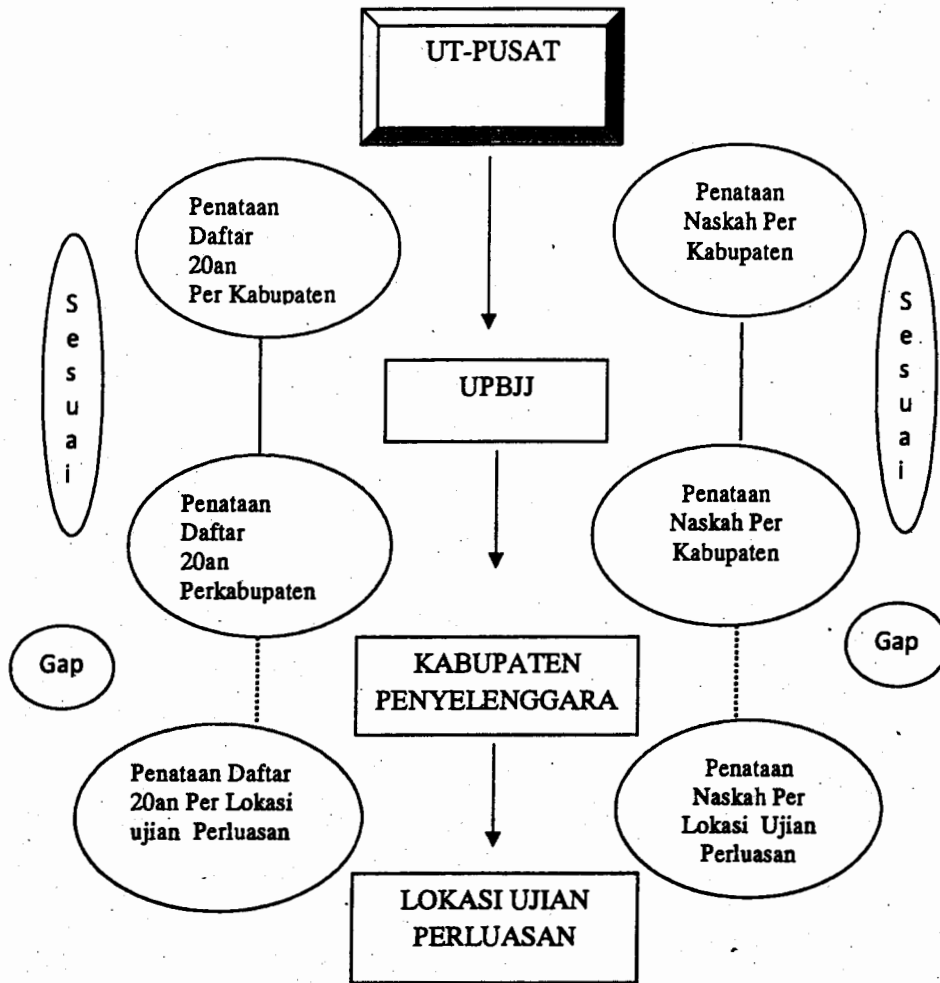 UT-PUSAT
Penataan
Daftar
20an
Per Kabupaten
Penataan
Naskah Per
Kabupaten
S
e
s
u
a
i
S
e
s
u
a
i
UPBJJ
Penataan
Daftar
20an
Perkabupaten
Penataan
Naskah Per
Kabupaten
Gap
Gap
KABUPATEN
PENYELENGGARA
Penataan Daftar
20an Per Lokasi
ujian Perluasan
Penataan
Naskah Per
Lokasi Ujian
Perluasan
LOKASI UJIAN
PERLUASAN